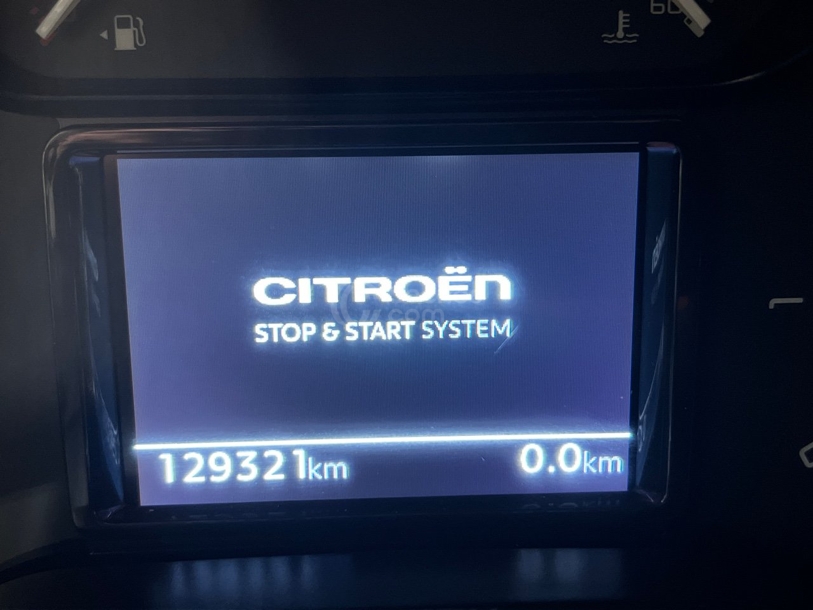 CITROËN
STOP & START SYSTEM
129321km 0.0km